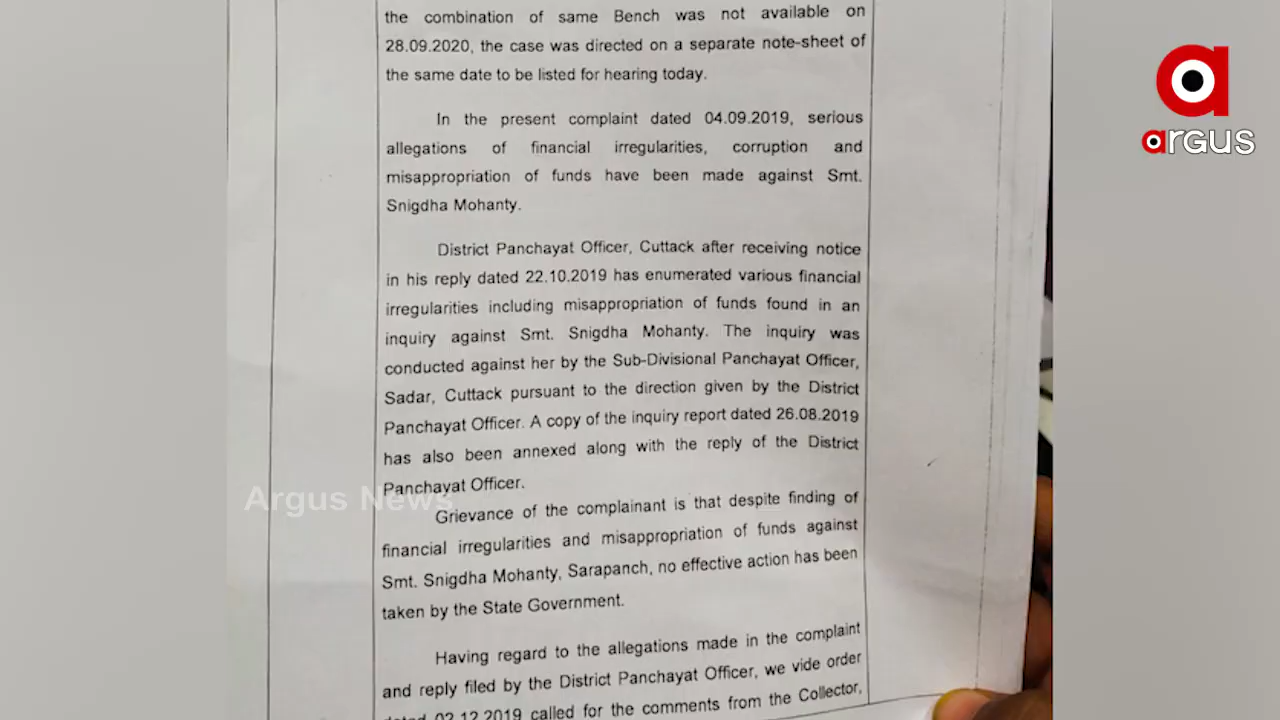 the combination of same Bench was not available on
28.09.2020, the case was directed on a separate note-sheet of
the same date to be listed for hearing today.
In the present complaint dated 04.09.2019, serious
allegations of financial irregularities, corruption and
misappropriation of funds have been made against Smt.
Snigdha Mohanty.
District Panchayat Officer, Cuttack after receiving notice
in his reply dated 22.10.2019 has enumerated various financial
irregularities including misappropriation of funds found in an
inquiry against Smt. Snigdha Mohanty. The inquiry was
conducted against her by the Sub-Divisional Panchayat Officer,
Sadar, Cuttack pursuant to the direction given by the District
Panchayat Officer. A copy of the inquiry report dated 26.08.2019
has also been annexed along with the reply of the District
Panchayat Officer.
Grievance of the complainant is that despite finding of
financial irregularities and misappropriation of funds against
Smt. Snigdha Mohanty, Sarapanch, no effective action has been
taken by the State Government.
Having regard to the allegations made in the complaint
and reply filed by the District Panchayat Officer, we vide order
dated 02.12.2019 called for the comments from the Collector,
argus
Argus News